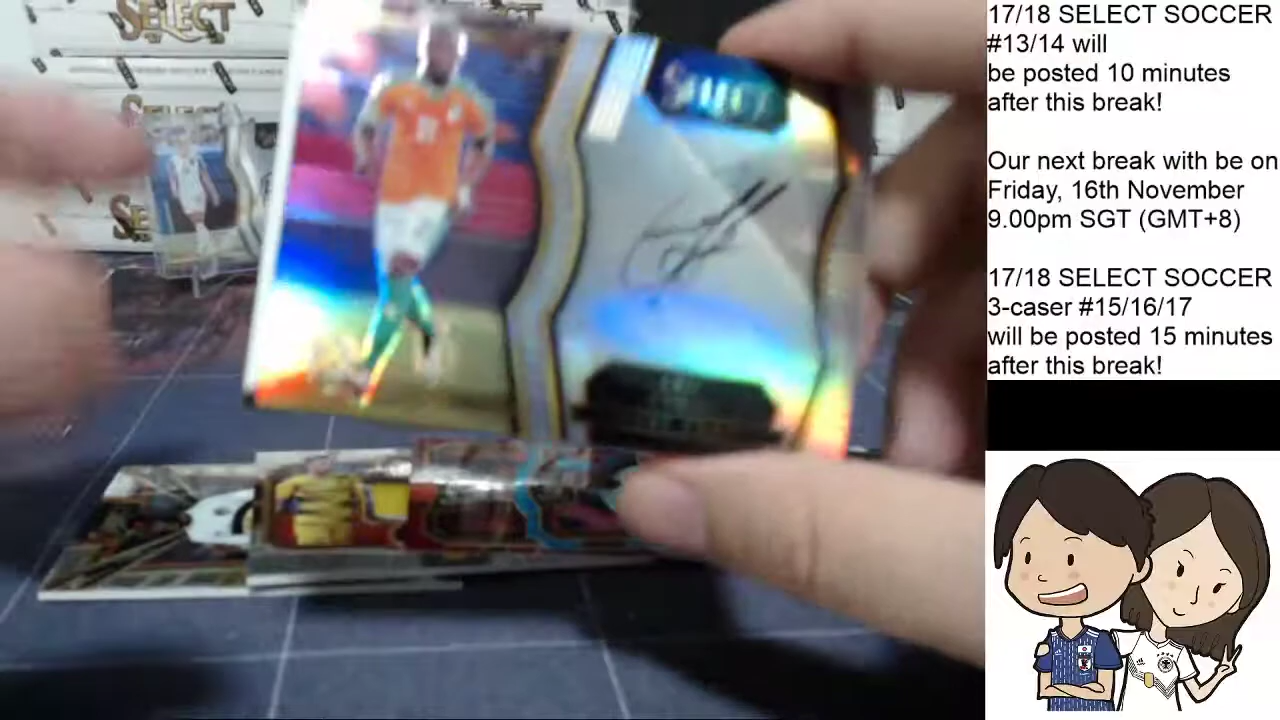 17/18 SELECT SOCCER
#13/14 will
be posted 10 minutes
after this break!
Our next break with be on
Friday, 16th November
9.00pm SGT (GMT+8)
17/18 SELECT SOCCER
3-caser #15/16/17
will be posted 15 minutes
after this break!
SELECT
SELECT
SELECT